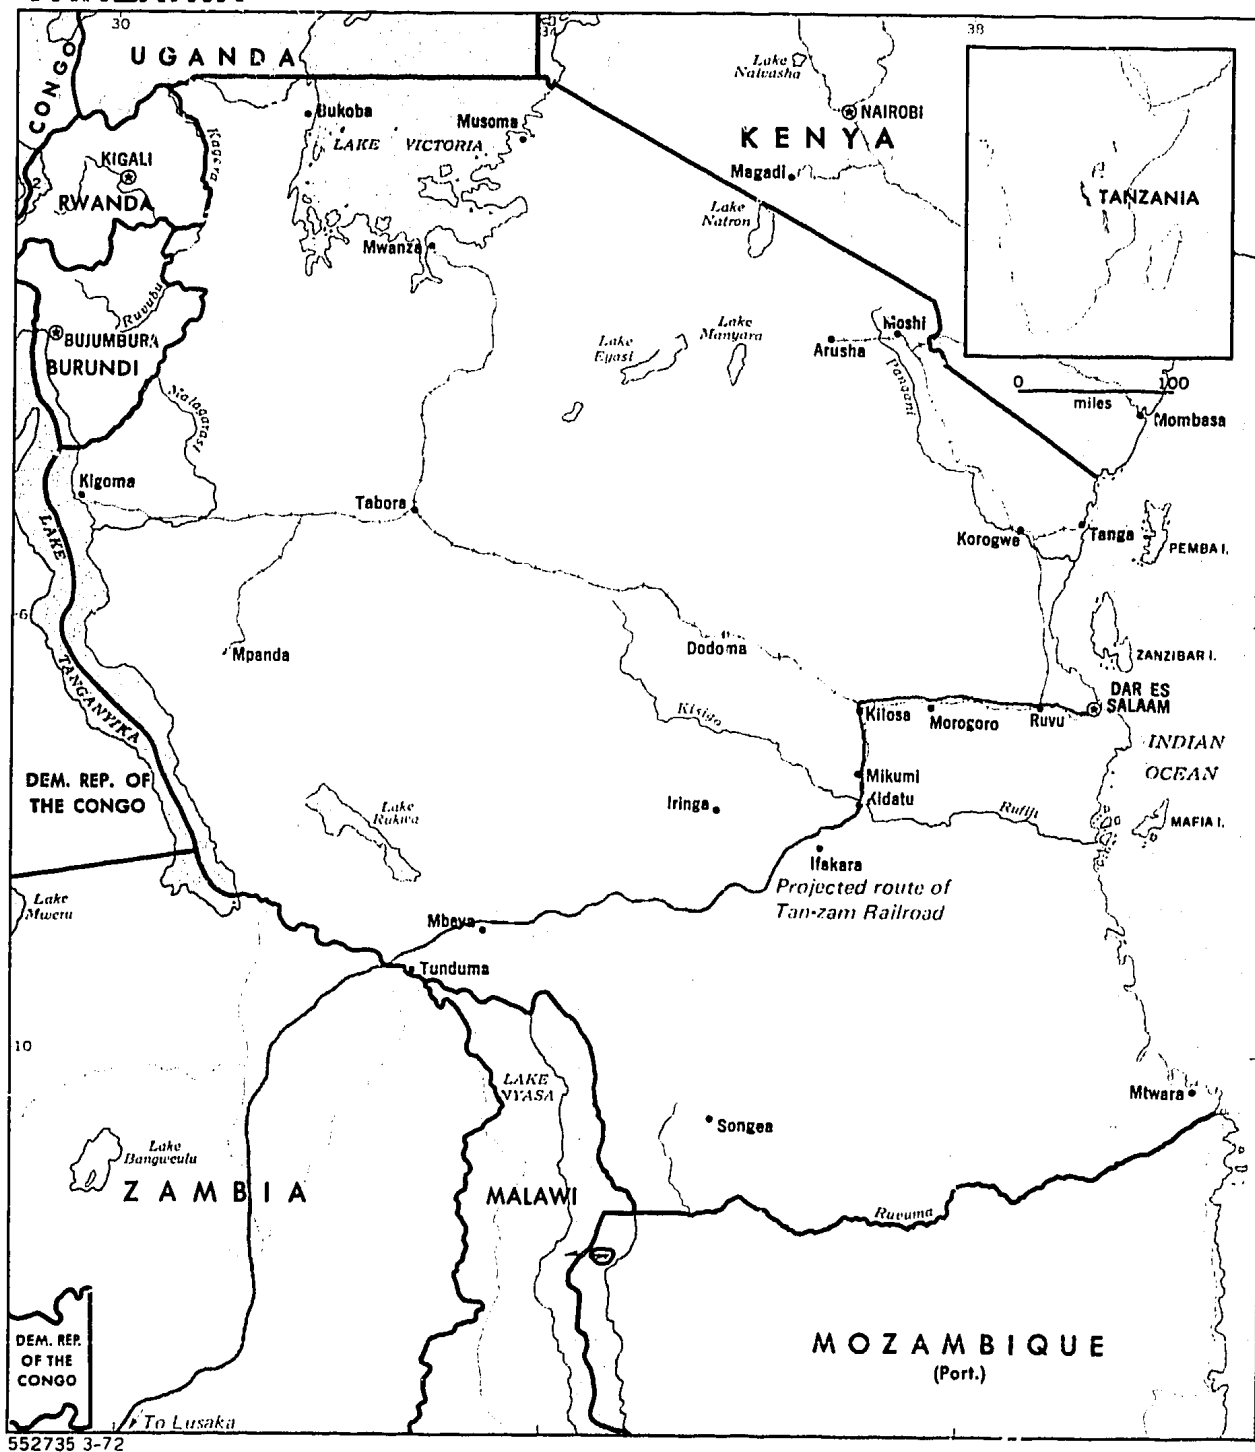 30
34
38
UGANDA
CONGO
Lake
Naivasha
NAIROBI
KENYA
Bukoba
Musoma
LAKE VICTORIA
Kagera
KIGALI
2
RWANDA
Magadi
Lake
Natron
TANZANIA
Mwanza
Ruvubu
BUJUMBURA
BURUNDI
Lake
Eyasi
Lake
Manyara
Moshi
Arusha
Pangani
0 100
miles
Mombasa
Malagarasi
Kigoma
Tabora
LAKE
TANGANYIKA
Korogwe
Tanga
PEMBA I.
6
Mpanda
Dodoma
ZANZIBAR I.
DAR ES
SALAAM
Kisigo
Kilosa
Morogoro
Ruvu
INDIAN
OCEAN
DEM. REP. OF
THE CONGO
Mikumi
Kidatu
Lake
Rukwa
Iringa
Rufiji
MAFIA I.
Ifakara
Projected route of
Tan-zam Railroad
Lake
Mweru
Mbeya
Tunduma
10
LAKE
NYASA
Mtwara
Songea
Lake
Bangweulu
ZAMBIA
MALAWI
Ruvuma
DEM. REP.
OF THE
CONGO
MOZAMBIQUE
(Port.)
To Lusaka
552735 3-72